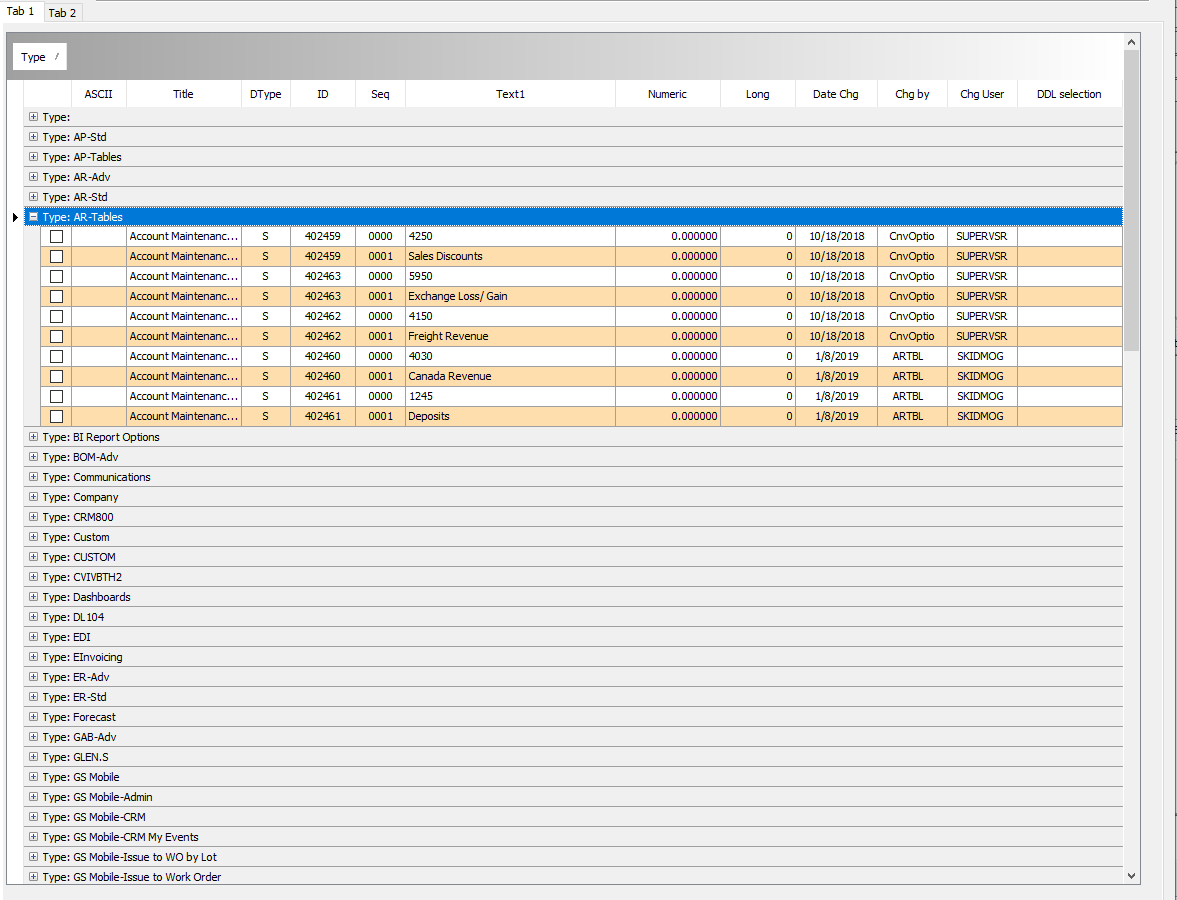 Tab 1 Tab 2
Type /
ASCII Title DType ID Seq Text1 Numeric Long Date Chg Chg by Chg User DDL selection
Type:
Type: AP-Std
Type: AP-Tables
Type: AR-Adv
Type: AR-Std
Type: AR-Tables
Account Maintenanc... S 402459 0000 4250 0.000000 0 10/18/2018 CnvOptio SUPERVSR
Account Maintenanc... S 402459 0001 Sales Discounts 0.000000 0 10/18/2018 CnvOptio SUPERVSR
Account Maintenanc... S 402463 0000 5950 0.000000 0 10/18/2018 CnvOptio SUPERVSR
Account Maintenanc... S 402463 0001 Exchange Loss/ Gain 0.000000 0 10/18/2018 CnvOptio SUPERVSR
Account Maintenanc... S 402462 0000 4150 0.000000 0 10/18/2018 CnvOptio SUPERVSR
Account Maintenanc... S 402462 0001 Freight Revenue 0.000000 0 10/18/2018 CnvOptio SUPERVSR
Account Maintenanc... S 402460 0000 4030 0.000000 0 1/8/2019 ARTBL SKIDMOG
Account Maintenanc... S 402460 0001 Canada Revenue 0.000000 0 1/8/2019 ARTBL SKIDMOG
Account Maintenanc... S 402461 0000 1245 0.000000 0 1/8/2019 ARTBL SKIDMOG
Account Maintenanc... S 402461 0001 Deposits 0.000000 0 1/8/2019 ARTBL SKIDMOG
Type: BI Report Options
Type: BOM-Adv
Type: Communications
Type: Company
Type: CRM800
Type: Custom
Type: CUSTOM
Type: CVIVBTH2
Type: Dashboards
Type: DL104
Type: EDI
Type: EInvoicing
Type: ER-Adv
Type: ER-Std
Type: Forecast
Type: GAB-Adv
Type: GLEN.S
Type: GS Mobile
Type: GS Mobile-Admin
Type: GS Mobile-CRM
Type: GS Mobile-CRM My Events
Type: GS Mobile-Issue to WO by Lot
Type: GS Mobile-Issue to Work Order